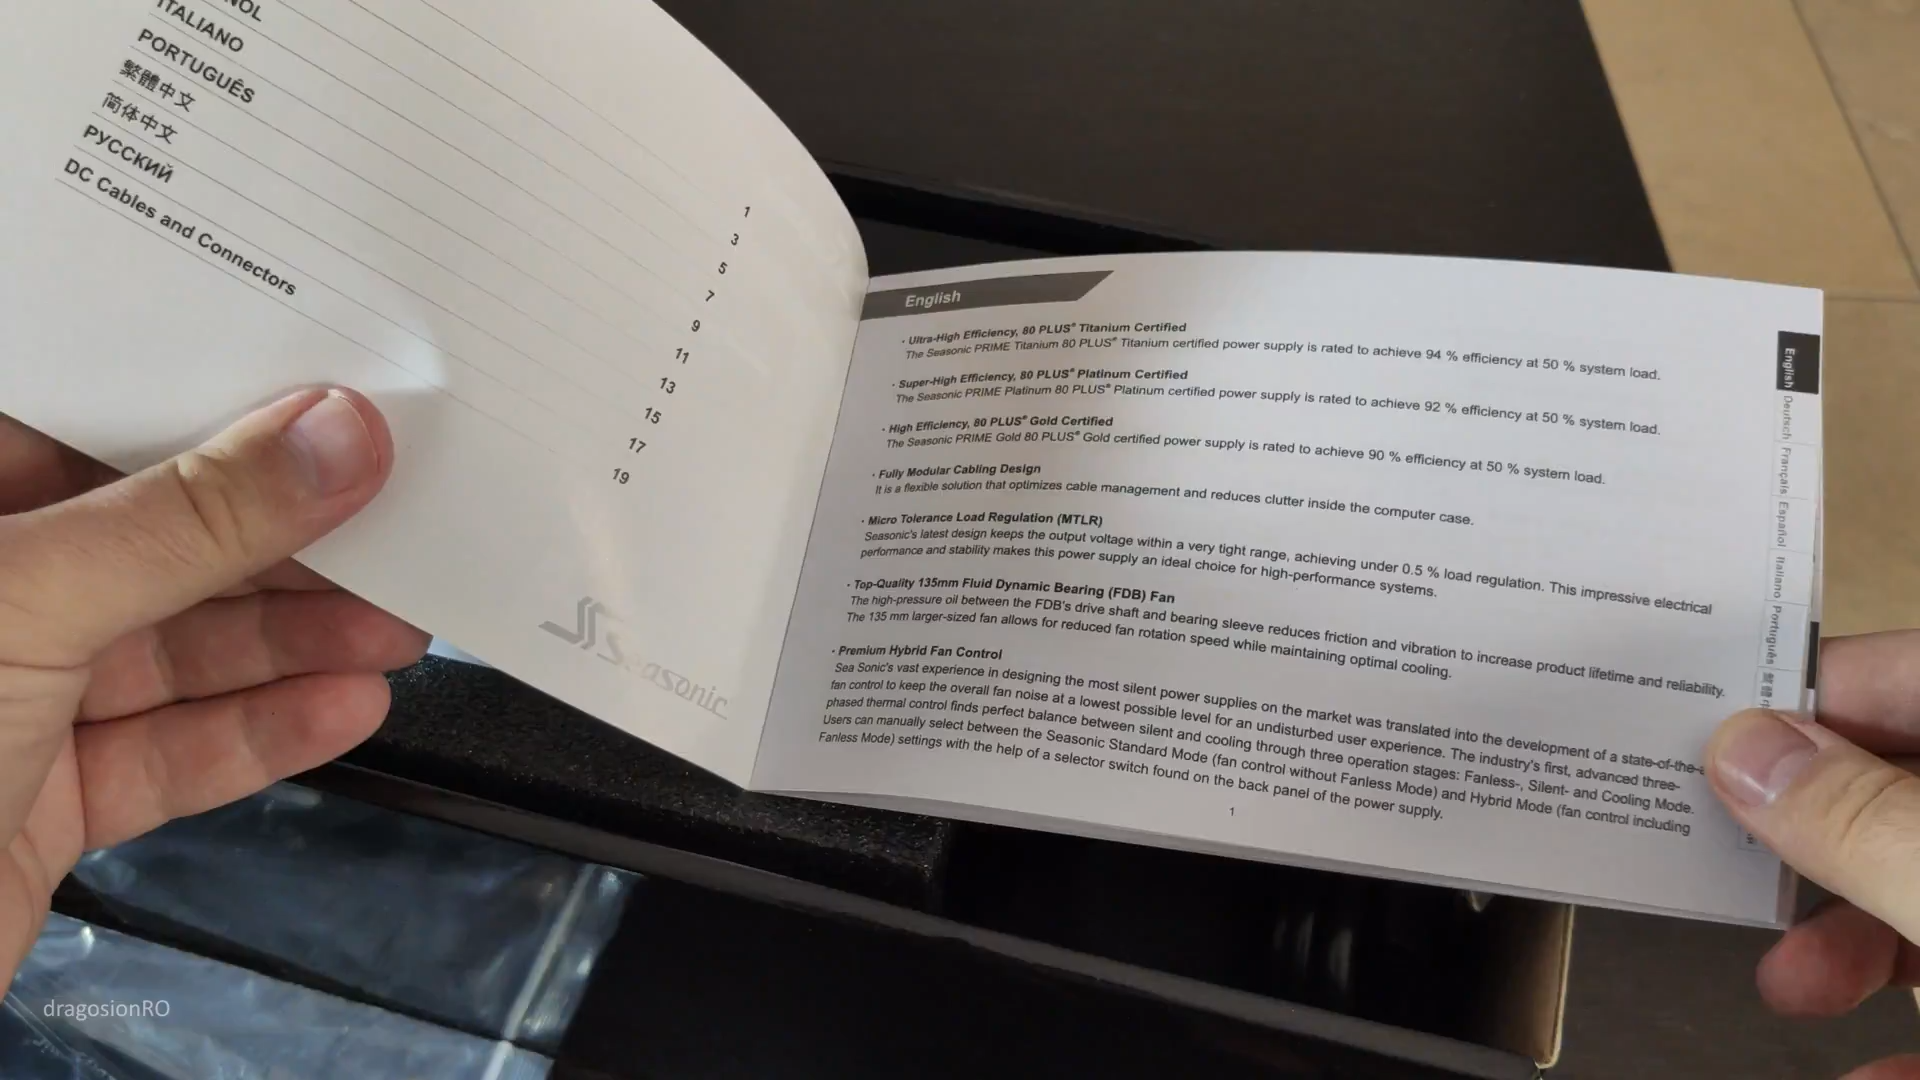 ITALIANO
PORTUGUÊS
繁體中文
简体中文
РУССКИЙ
DC Cables and Connectors
1
3
5
7
9
11
13
15
17
19
Seasonic
English
· Ultra-High Efficiency, 80 PLUS® Titanium Certified
The Seasonic PRIME Titanium 80 PLUS® Titanium certified power supply is rated to achieve 94 % efficiency at 50 % system load.
· Super-High Efficiency, 80 PLUS® Platinum Certified
The Seasonic PRIME Platinum 80 PLUS® Platinum certified power supply is rated to achieve 92 % efficiency at 50 % system load.
· High Efficiency, 80 PLUS® Gold Certified
The Seasonic PRIME Gold 80 PLUS® Gold certified power supply is rated to achieve 90 % efficiency at 50 % system load.
· Fully Modular Cabling Design
It is a flexible solution that optimizes cable management and reduces clutter inside the computer case.
· Micro Tolerance Load Regulation (MTLR)
Seasonic's latest design keeps the output voltage within a very tight range, achieving under 0.5 % load regulation. This impressive electrical
performance and stability makes this power supply an ideal choice for high-performance systems.
· Top-Quality 135mm Fluid Dynamic Bearing (FDB) Fan
The high-pressure oil between the FDB's drive shaft and bearing sleeve reduces friction and vibration to increase product lifetime and reliability.
The 135 mm larger-sized fan allows for reduced fan rotation speed while maintaining optimal cooling.
· Premium Hybrid Fan Control
Sea Sonic's vast experience in designing the most silent power supplies on the market was translated into the development of a state-of-the-
fan control to keep the overall fan noise at a lowest possible level for an undisturbed user experience. The industry's first, advanced three-
phased thermal control finds perfect balance between silent and cooling through three operation stages: Fanless-, Silent- and Cooling Mode.
Users can manually select between the Seasonic Standard Mode (fan control without Fanless Mode) and Hybrid Mode (fan control including
Fanless Mode) settings with the help of a selector switch found on the back panel of the power supply.
1
English
Deutsch
Français
Español
Italiano
Português
繁體
dragosionRO